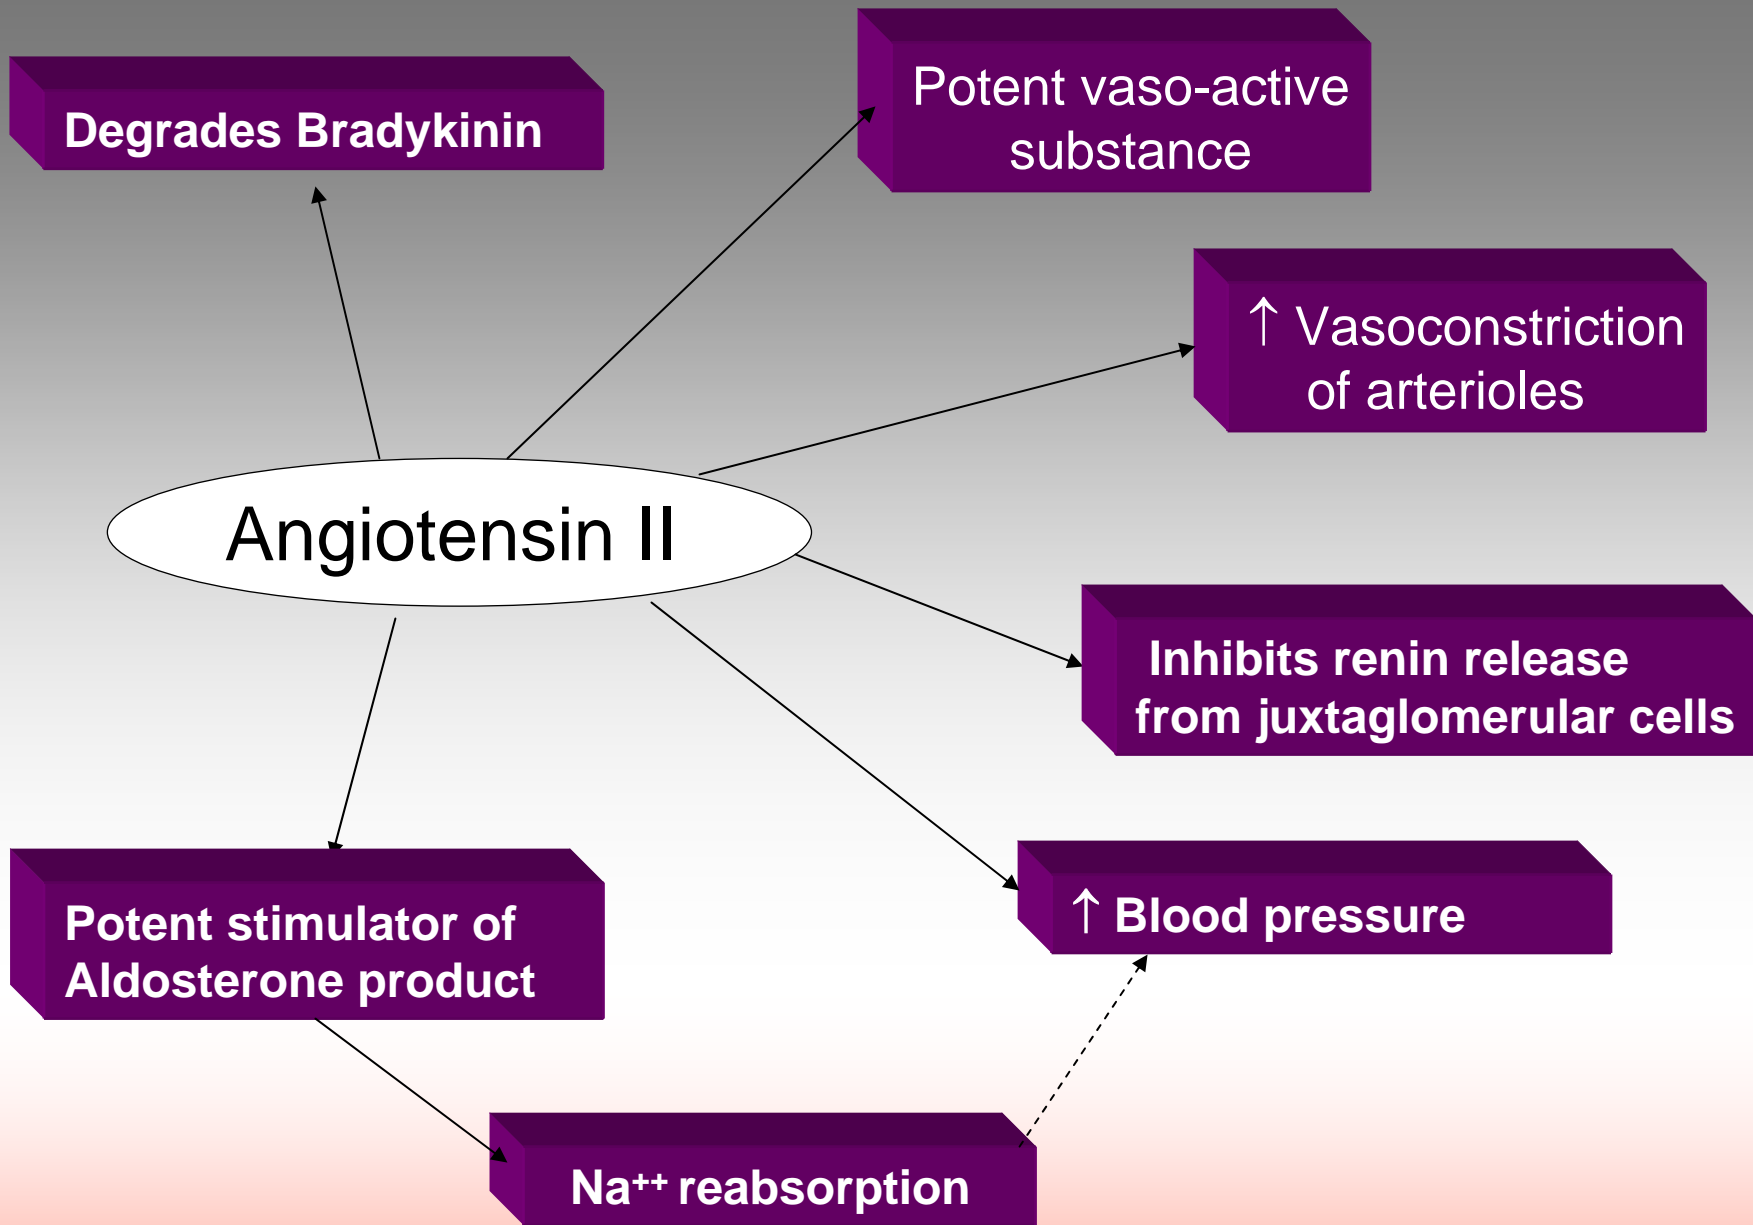 Degrades Bradykinin
Potent vaso-active
substance
↑ Vasoconstriction
of arterioles
Angiotensin II
Inhibits renin release
from juxtaglomerular cells
Potent stimulator of
Aldosterone product
↑ Blood pressure
Na⁺⁺ reabsorption